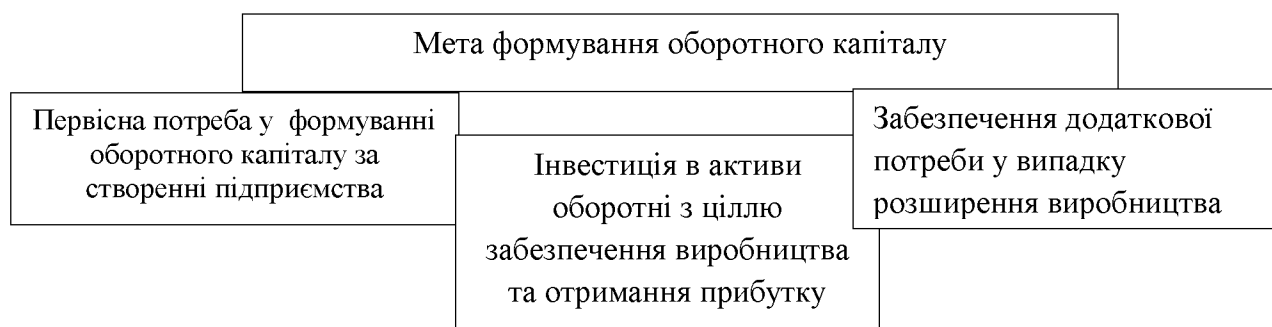 Мета формування оборотного капіталу
Первісна потреба у формуванні
оборотного капіталу за
створенні підприємства
Інвестиція в активи
оборотні з ціллю
забезпечення виробництва
та отримання прибутку
Забезпечення додаткової
потреби у випадку
розширення виробництва